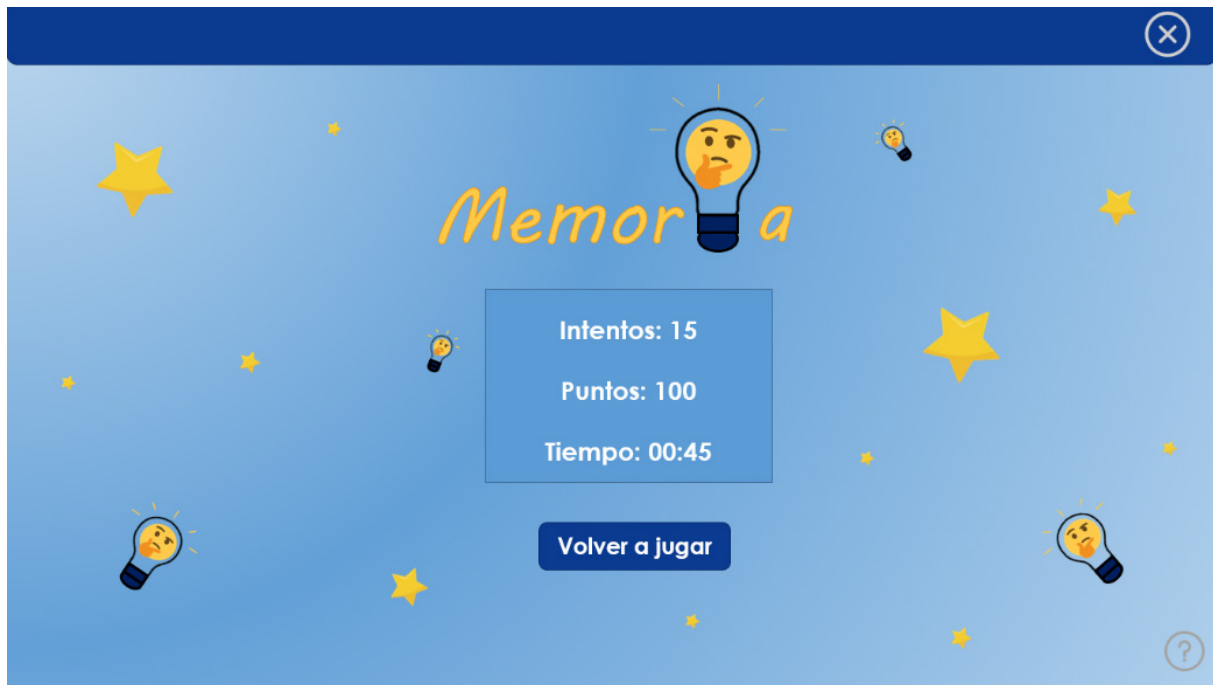 Memoria
Intentos: 15
Puntos: 100
Tiempo: 00:45
Volver a jugar
?